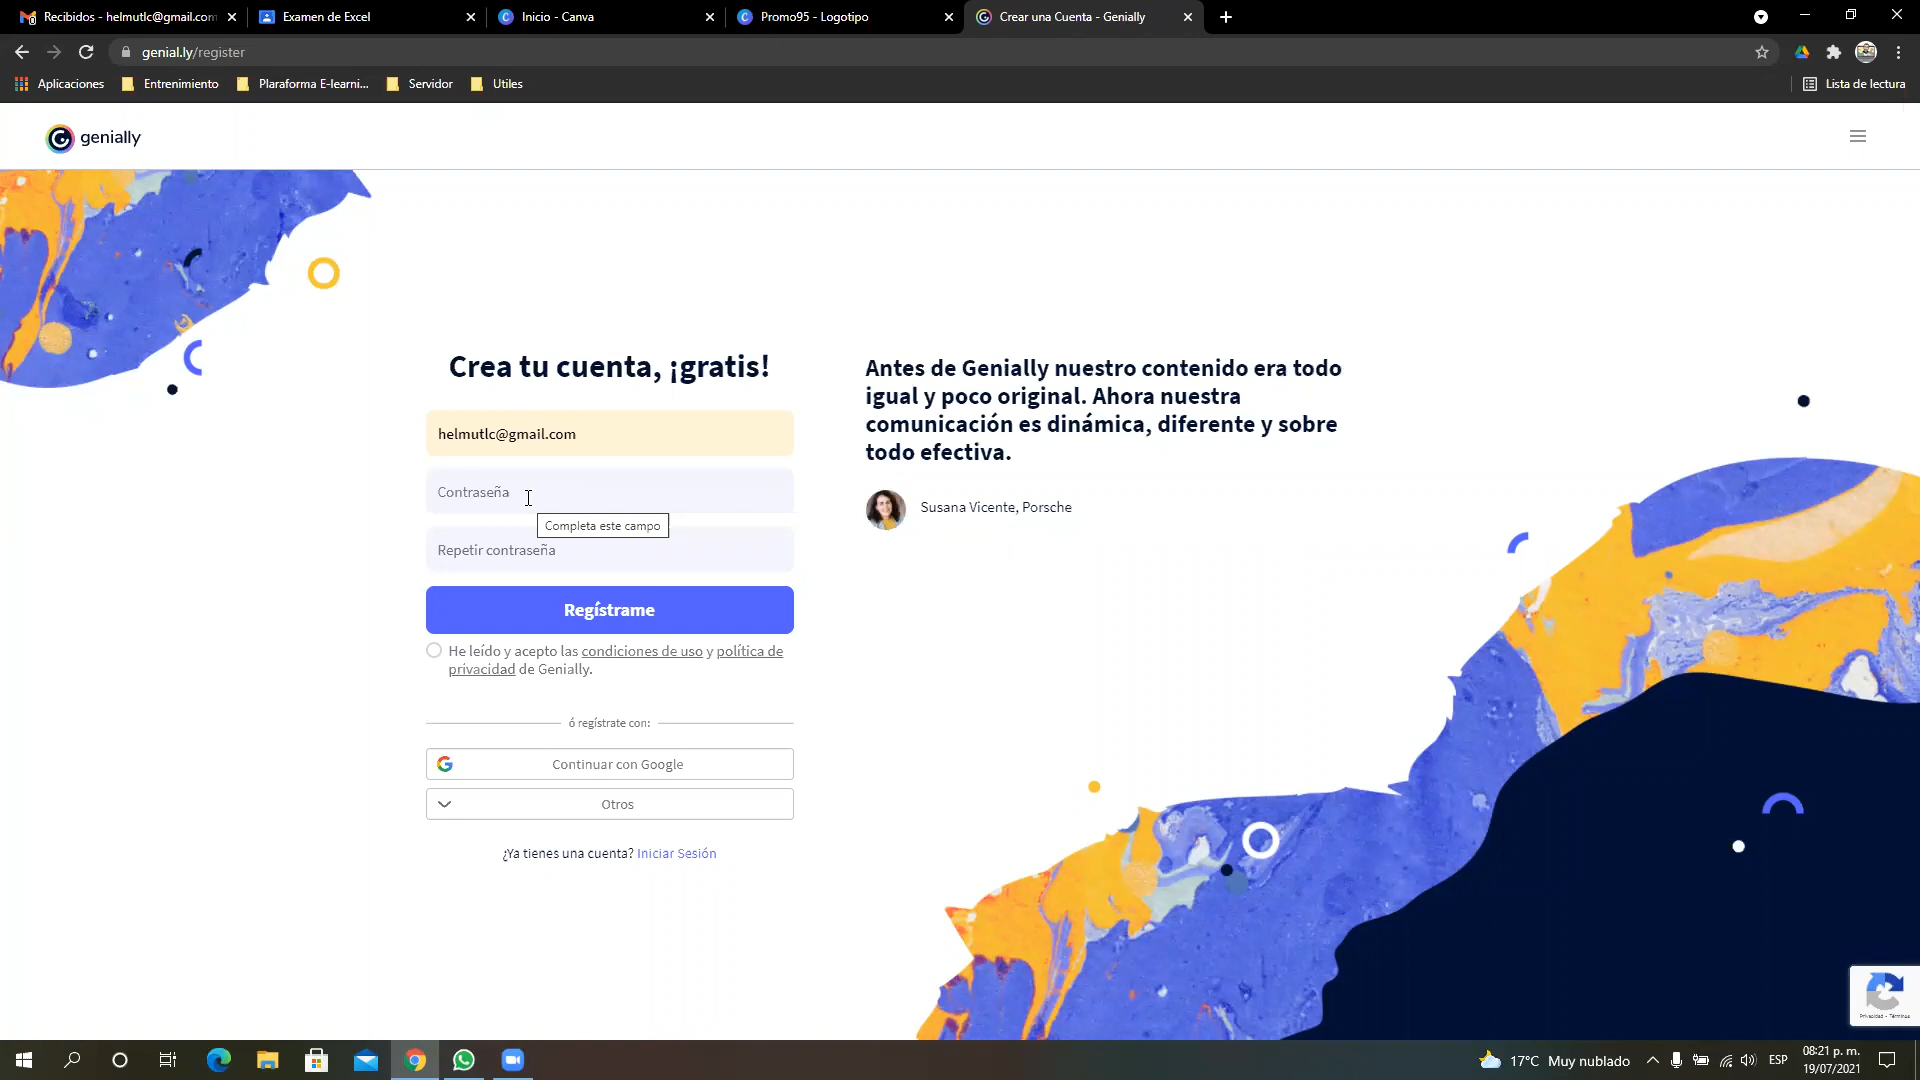 Recibidos - helmutlc@gmail.com
Examen de Excel
Inicio - Canva
Promo95 - Logotipo
Crear una Cuenta - Genially
genial.ly/register
Aplicaciones
Entrenimiento
Plaraforma E-learni...
Servidor
Utiles
Lista de lectura
genially
Crea tu cuenta, ¡gratis!
helmutlc@gmail.com
Contraseña
Completa este campo
Repetir contraseña
Regístrame
He leído y acepto las condiciones de uso y política de
privacidad de Genially.
ó regístrate con:
Continuar con Google
Otros
¿Ya tienes una cuenta? Iniciar Sesión
Antes de Genially nuestro contenido era todo
igual y poco original. Ahora nuestra
comunicación es dinámica, diferente y sobre
todo efectiva.
Susana Vicente, Porsche
Privacidad - Términos
17°C Muy nublado
ESP
08:21 p. m.
19/07/2021